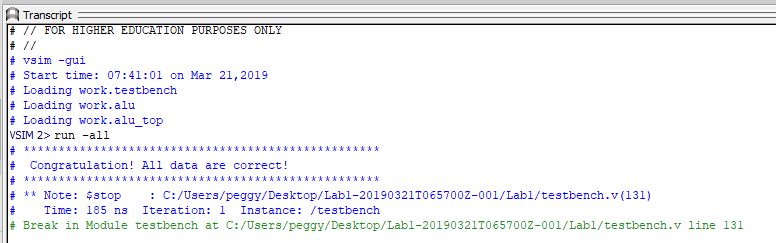 Transcript
# // FOR HIGHER EDUCATION PURPOSES ONLY
# //
# vsim -gui
# Start time: 07:41:01 on Mar 21,2019
# Loading work.testbench
# Loading work.alu
# Loading work.alu_top
VSIM 2> run -all
# ***************************************************
#  Congratulation! All data are correct!
# ***************************************************
# ** Note: $stop    : C:/Users/peggy/Desktop/Lab1-20190321T065700Z-001/Lab1/testbench.v(131)
#    Time: 185 ns  Iteration: 1  Instance: /testbench
# Break in Module testbench at C:/Users/peggy/Desktop/Lab1-20190321T065700Z-001/Lab1/testbench.v line 131